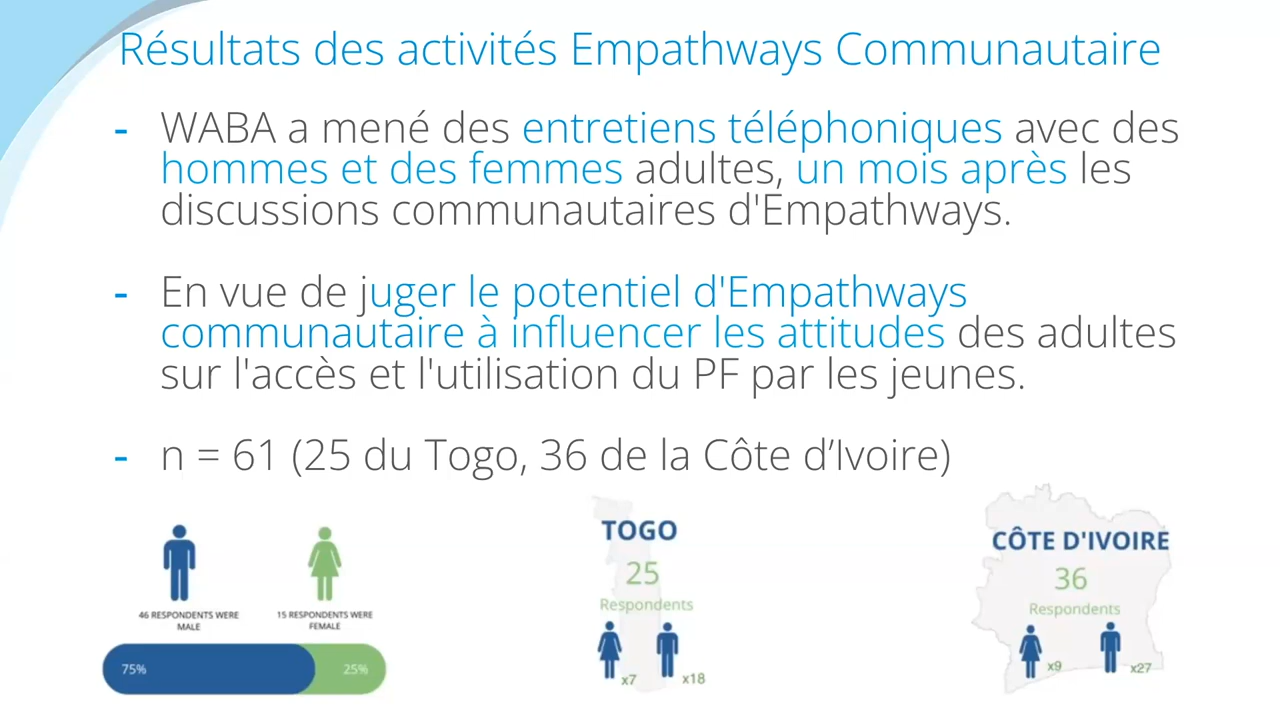 Résultats des activités Empathways Communautaire
- WABA a mené des entretiens téléphoniques avec des
hommes et des femmes adultes, un mois après les
discussions communautaires d'Empathways.
- En vue de juger le potentiel d'Empathways
communautaire à influencer les attitudes des adultes
sur l'accès et l'utilisation du PF par les jeunes.
- n = 61 (25 du Togo, 36 de la Côte d’Ivoire)
46 RESPONDENTS WERE
MALE
15 RESPONDENTS WERE
FEMALE
75%
25%
TOGO
25
Respondents
x7
x18
CÔTE D'IVOIRE
36
Respondents
x9
x27